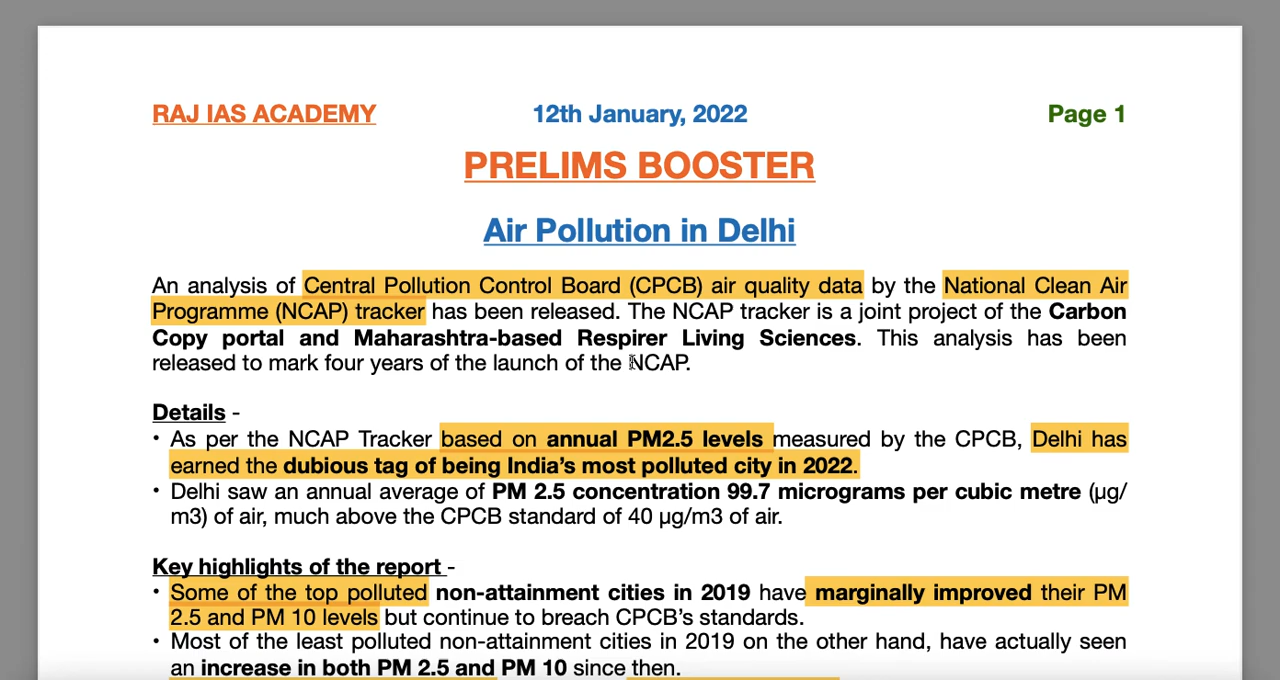 RAJ IAS ACADEMY 12th January, 2022 Page 1
PRELIMS BOOSTER
Air Pollution in Delhi
An analysis of Central Pollution Control Board (CPCB) air quality data by the National Clean Air
Programme (NCAP) tracker has been released. The NCAP tracker is a joint project of the Carbon
Copy portal and Maharashtra-based Respirer Living Sciences. This analysis has been
released to mark four years of the launch of the NCAP.
Details -
• As per the NCAP Tracker based on annual PM2.5 levels measured by the CPCB, Delhi has
earned the dubious tag of being India’s most polluted city in 2022.
• Delhi saw an annual average of PM 2.5 concentration 99.7 micrograms per cubic metre (µg/
m3) of air, much above the CPCB standard of 40 µg/m3 of air.
Key highlights of the report -
• Some of the top polluted non-attainment cities in 2019 have marginally improved their PM
2.5 and PM 10 levels but continue to breach CPCB’s standards.
• Most of the least polluted non-attainment cities in 2019 on the other hand, have actually seen
an increase in both PM 2.5 and PM 10 since then.